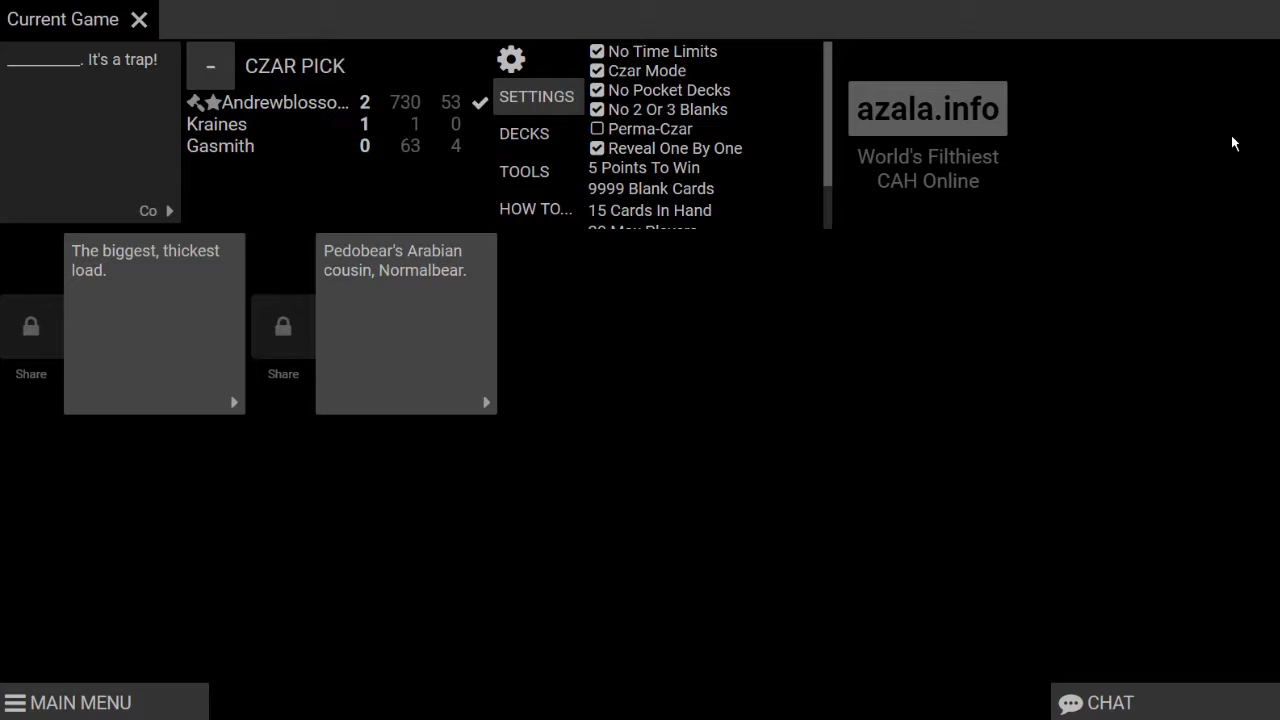 Current Game
__________. It's a trap!
Co
-
CZAR PICK
Andrewblosso... 2 730 53
Kraines 1 1 0
Gasmith 0 63 4
SETTINGS
DECKS
TOOLS
HOW TO...
No Time Limits
Czar Mode
No Pocket Decks
No 2 Or 3 Blanks
Perma-Czar
Reveal One By One
5 Points To Win
9999 Blank Cards
15 Cards In Hand
azala.info
World's Filthiest
CAH Online
Share
The biggest, thickest
load.
Share
Pedobear's Arabian
cousin, Normalbear.
MAIN MENU
CHAT